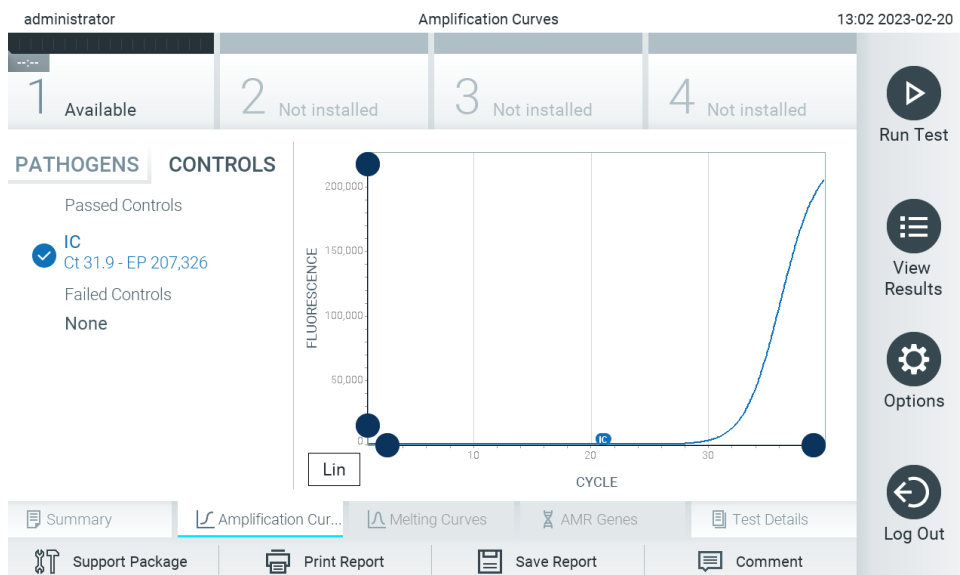 administrator
Amplification Curves
13:02 2023-02-20
--:--
1 Available
2 Not installed
3 Not installed
4 Not installed
Run Test
PATHOGENS
CONTROLS
Passed Controls
IC
Ct 31.9 - EP 207,326
Failed Controls
None
FLUORESCENCE
200,000
150,000
100,000
50,000
0
IC
10
20
30
CYCLE
Lin
View
Results
Options
Log Out
Summary
Amplification Cur...
Melting Curves
AMR Genes
Test Details
Support Package
Print Report
Save Report
Comment